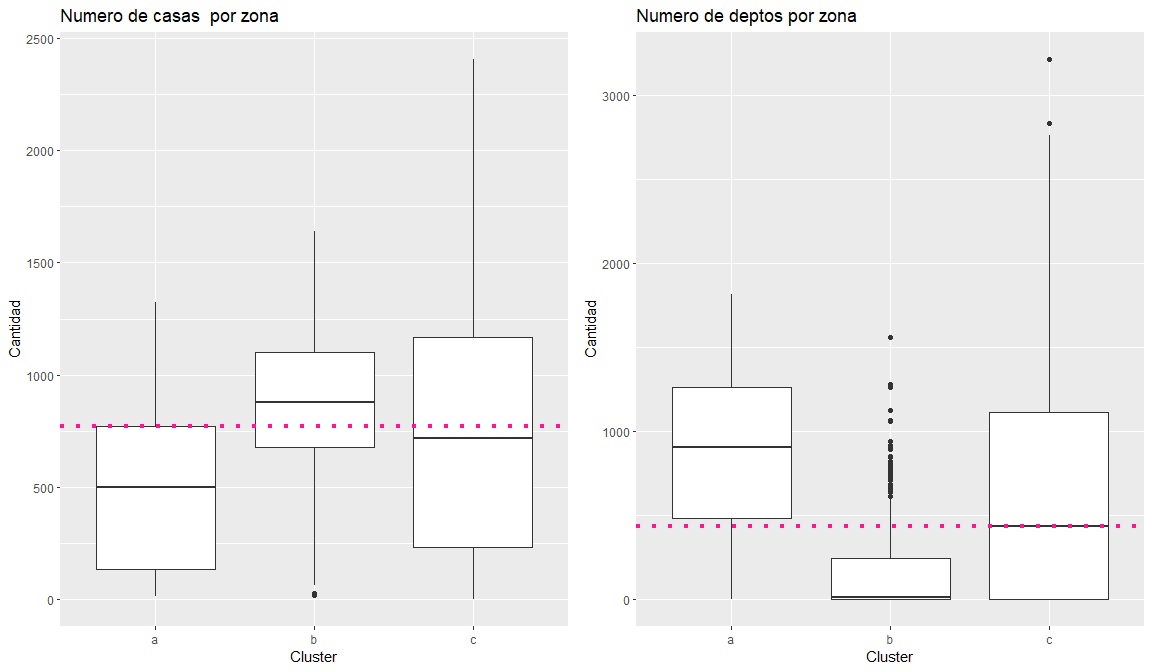 Numero de casas  por zona
2500
2000
1500
1000
500
0
Cantidad
a
b
c
Cluster
Numero de deptos por zona
3000
2000
1000
0
Cantidad
a
b
c
Cluster